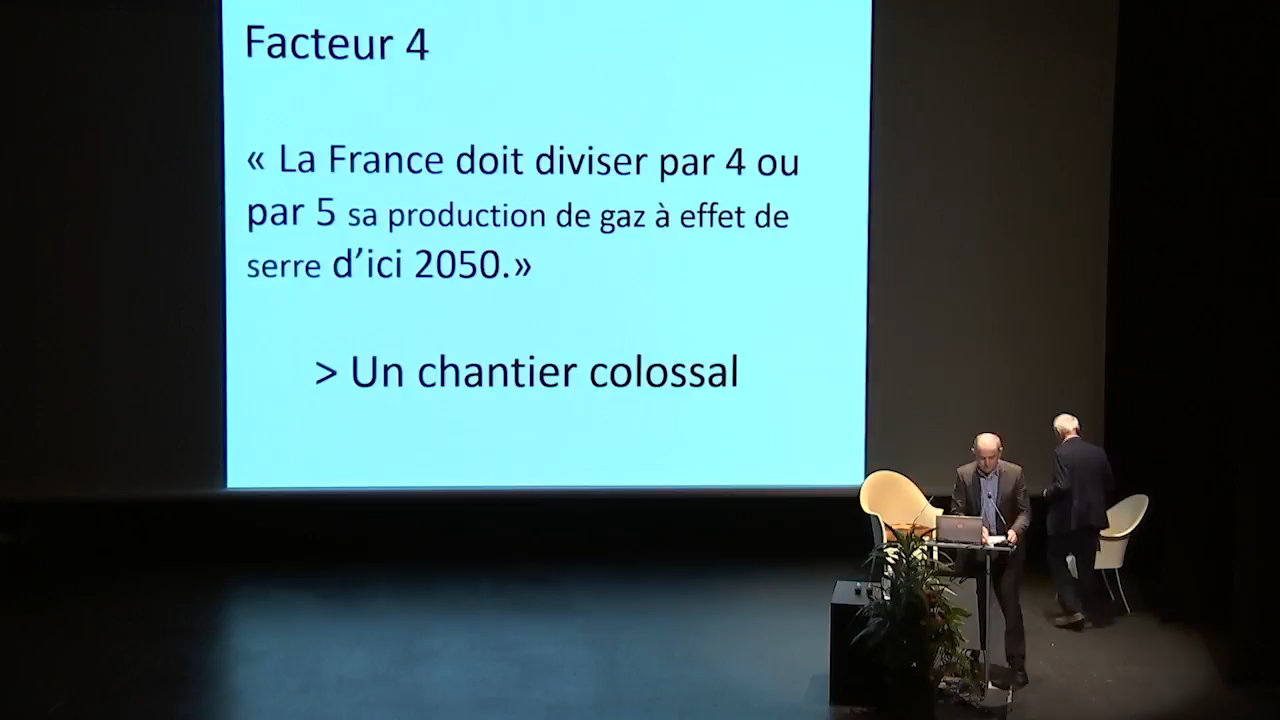 Facteur 4
« La France doit diviser par 4 ou
par 5 sa production de gaz à effet de
serre d’ici 2050.»
> Un chantier colossal